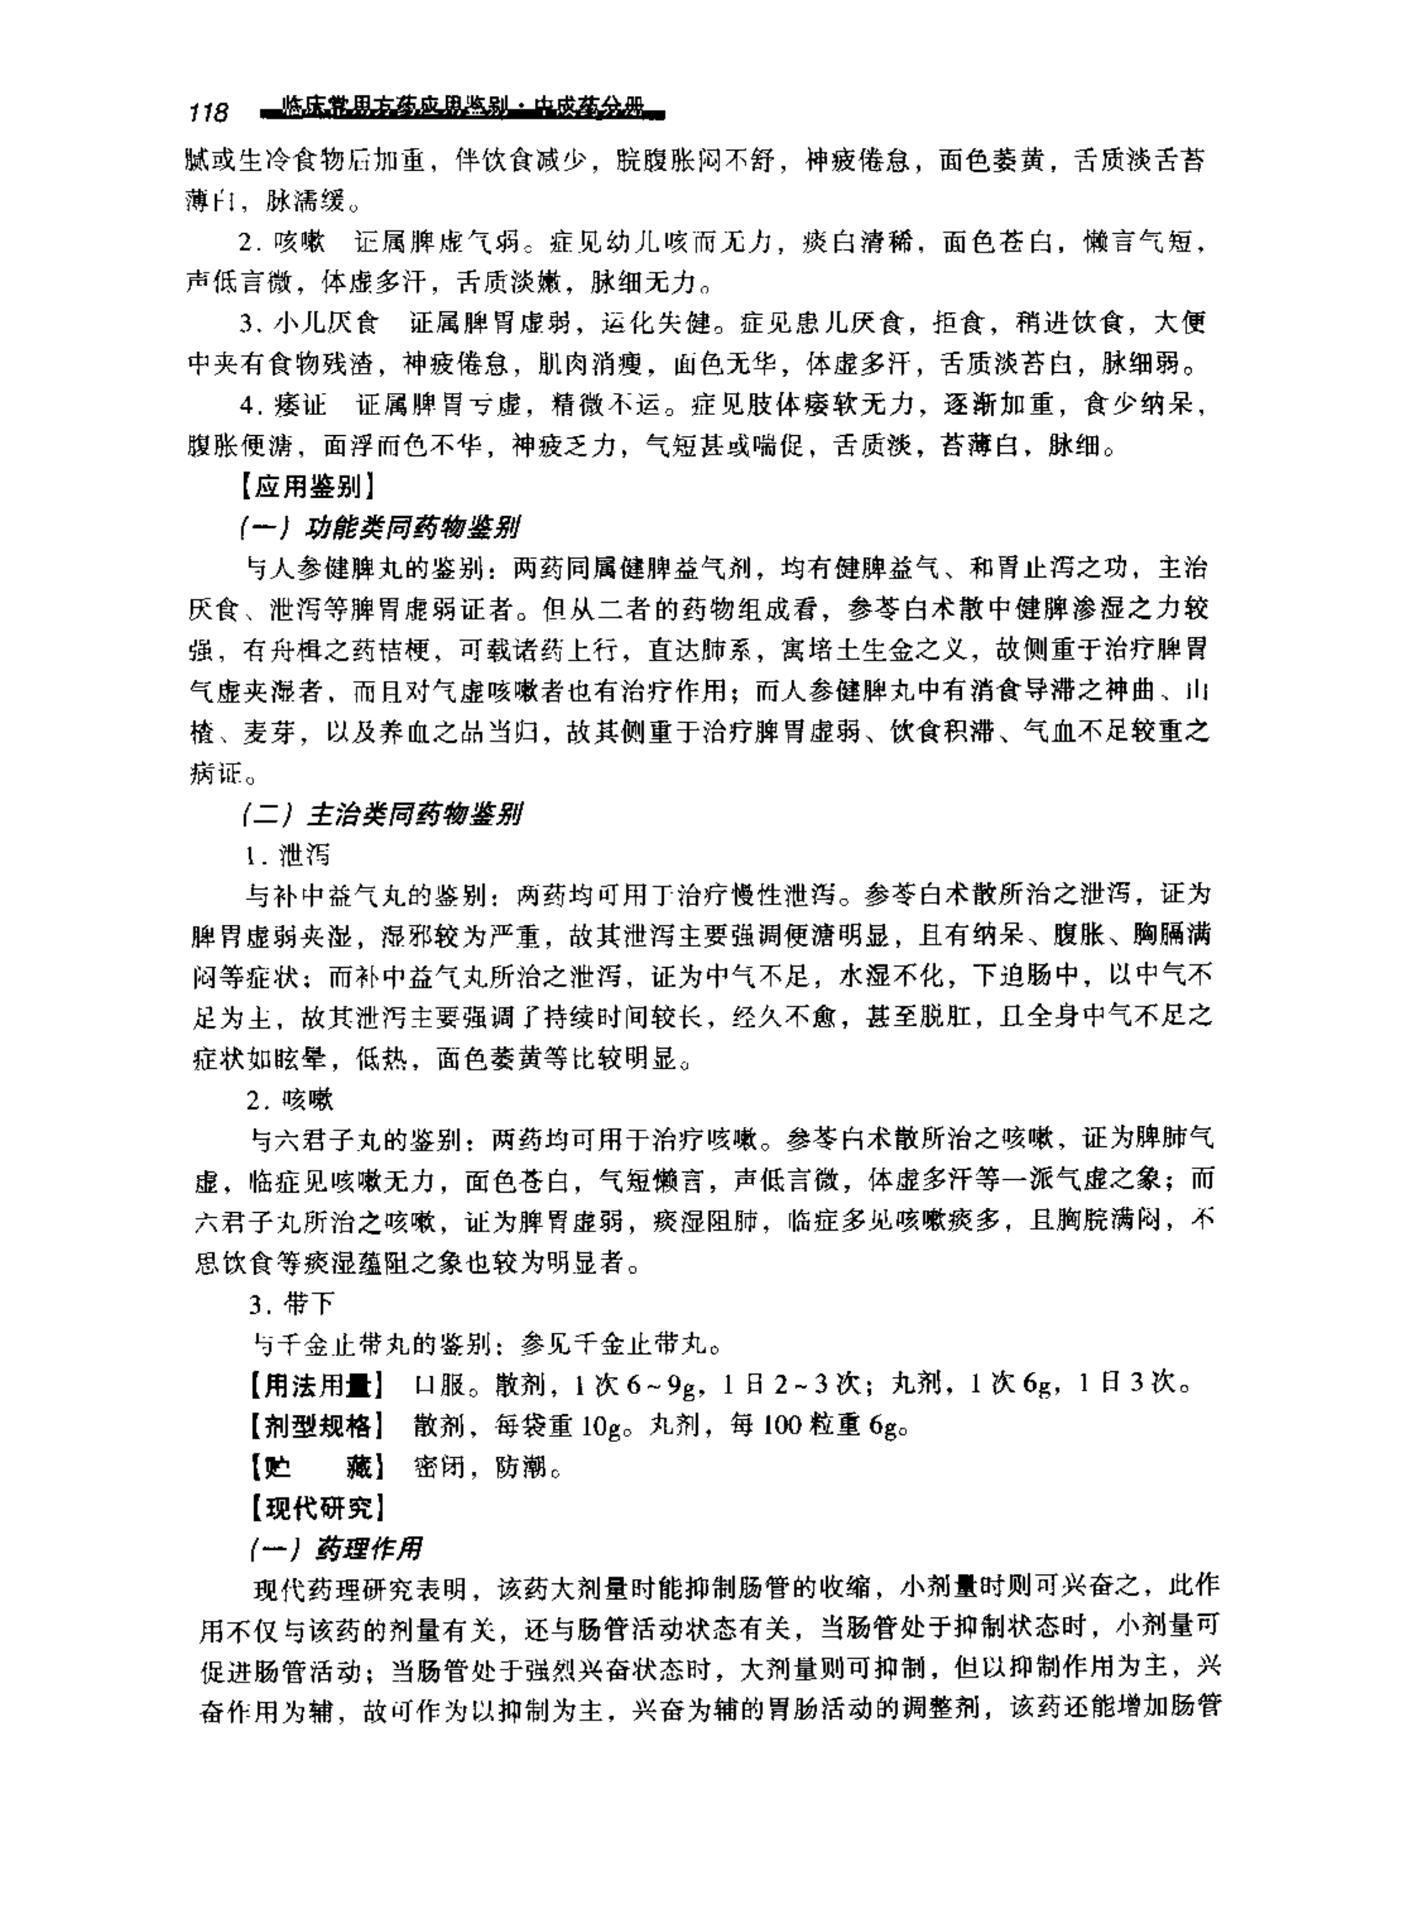 118 临床常用方药应用鉴别·中成药分册
腻或生冷食物后加重，伴饮食减少，脘腹胀闷不舒，神疲倦怠，面色萎黄，舌质淡舌苔
薄白，脉濡缓。
2. 咳嗽　证属脾虚气弱。症见幼儿咳而无力，痰白清稀，面色苍白，懒言气短，
声低言微，体虚多汗，舌质淡嫩，脉细无力。
3. 小儿厌食　证属脾胃虚弱，运化失健。症见患儿厌食，拒食，稍进饮食，大便
中夹有食物残渣，神疲倦怠，肌肉消瘦，面色无华，体虚多汗，舌质淡苔白，脉细弱。
4. 痿证　证属脾胃亏虚，精微不运。症见肢体痿软无力，逐渐加重，食少纳呆，
腹胀便溏，面浮而色不华，神疲乏力，气短甚或喘促，舌质淡，苔薄白，脉细。
【应用鉴别】
（一）功能类同药物鉴别
与人参健脾丸的鉴别：两药同属健脾益气剂，均有健脾益气、和胃止泻之功，主治
厌食、泄泻等脾胃虚弱证者。但从二者的药物组成看，参苓白术散中健脾渗湿之力较
强，有舟楫之药桔梗，可载诸药上行，直达肺系，寓培土生金之义，故侧重于治疗脾胃
气虚夹湿者，而且对气虚咳嗽者也有治疗作用；而人参健脾丸中有消食导滞之神曲、山
楂、麦芽，以及养血之品当归，故其侧重于治疗脾胃虚弱、饮食积滞、气血不足较重之
病证。
（二）主治类同药物鉴别
1. 泄泻
与补中益气丸的鉴别：两药均可用于治疗慢性泄泻。参苓白术散所治之泄泻，证为
脾胃虚弱夹湿，湿邪较为严重，故其泄泻主要强调便溏明显，且有纳呆、腹胀、胸膈满
闷等症状；而补中益气丸所治之泄泻，证为中气不足，水湿不化，下迫肠中，以中气不
足为主，故其泄泻主要强调了持续时间较长，经久不愈，甚至脱肛，且全身中气不足之
症状如眩晕，低热，面色萎黄等比较明显。
2. 咳嗽
与六君子丸的鉴别：两药均可用于治疗咳嗽。参苓白术散所治之咳嗽，证为脾肺气
虚，临症见咳嗽无力，面色苍白，气短懒言，声低言微，体虚多汗等一派气虚之象；而
六君子丸所治之咳嗽，证为脾胃虚弱，痰湿阻肺，临症多见咳嗽痰多，且胸脘满闷，不
思饮食等痰湿蕴阻之象也较为明显者。
3. 带下
与千金止带丸的鉴别：参见千金止带丸。
【用法用量】　口服。散剂，1次6~9g，1日2~3次；丸剂，1次6g，1日3次。
【剂型规格】　散剂，每袋重10g。丸剂，每100粒重6g。
【贮　　藏】　密闭，防潮。
【现代研究】
（一）药理作用
现代药理研究表明，该药大剂量时能抑制肠管的收缩，小剂量时则可兴奋之，此作
用不仅与该药的剂量有关，还与肠管活动状态有关，当肠管处于抑制状态时，小剂量可
促进肠管活动；当肠管处于强烈兴奋状态时，大剂量则可抑制，但以抑制作用为主，兴
奋作用为辅，故可作为以抑制为主，兴奋为辅的胃肠活动的调整剂，该药还能增加肠管